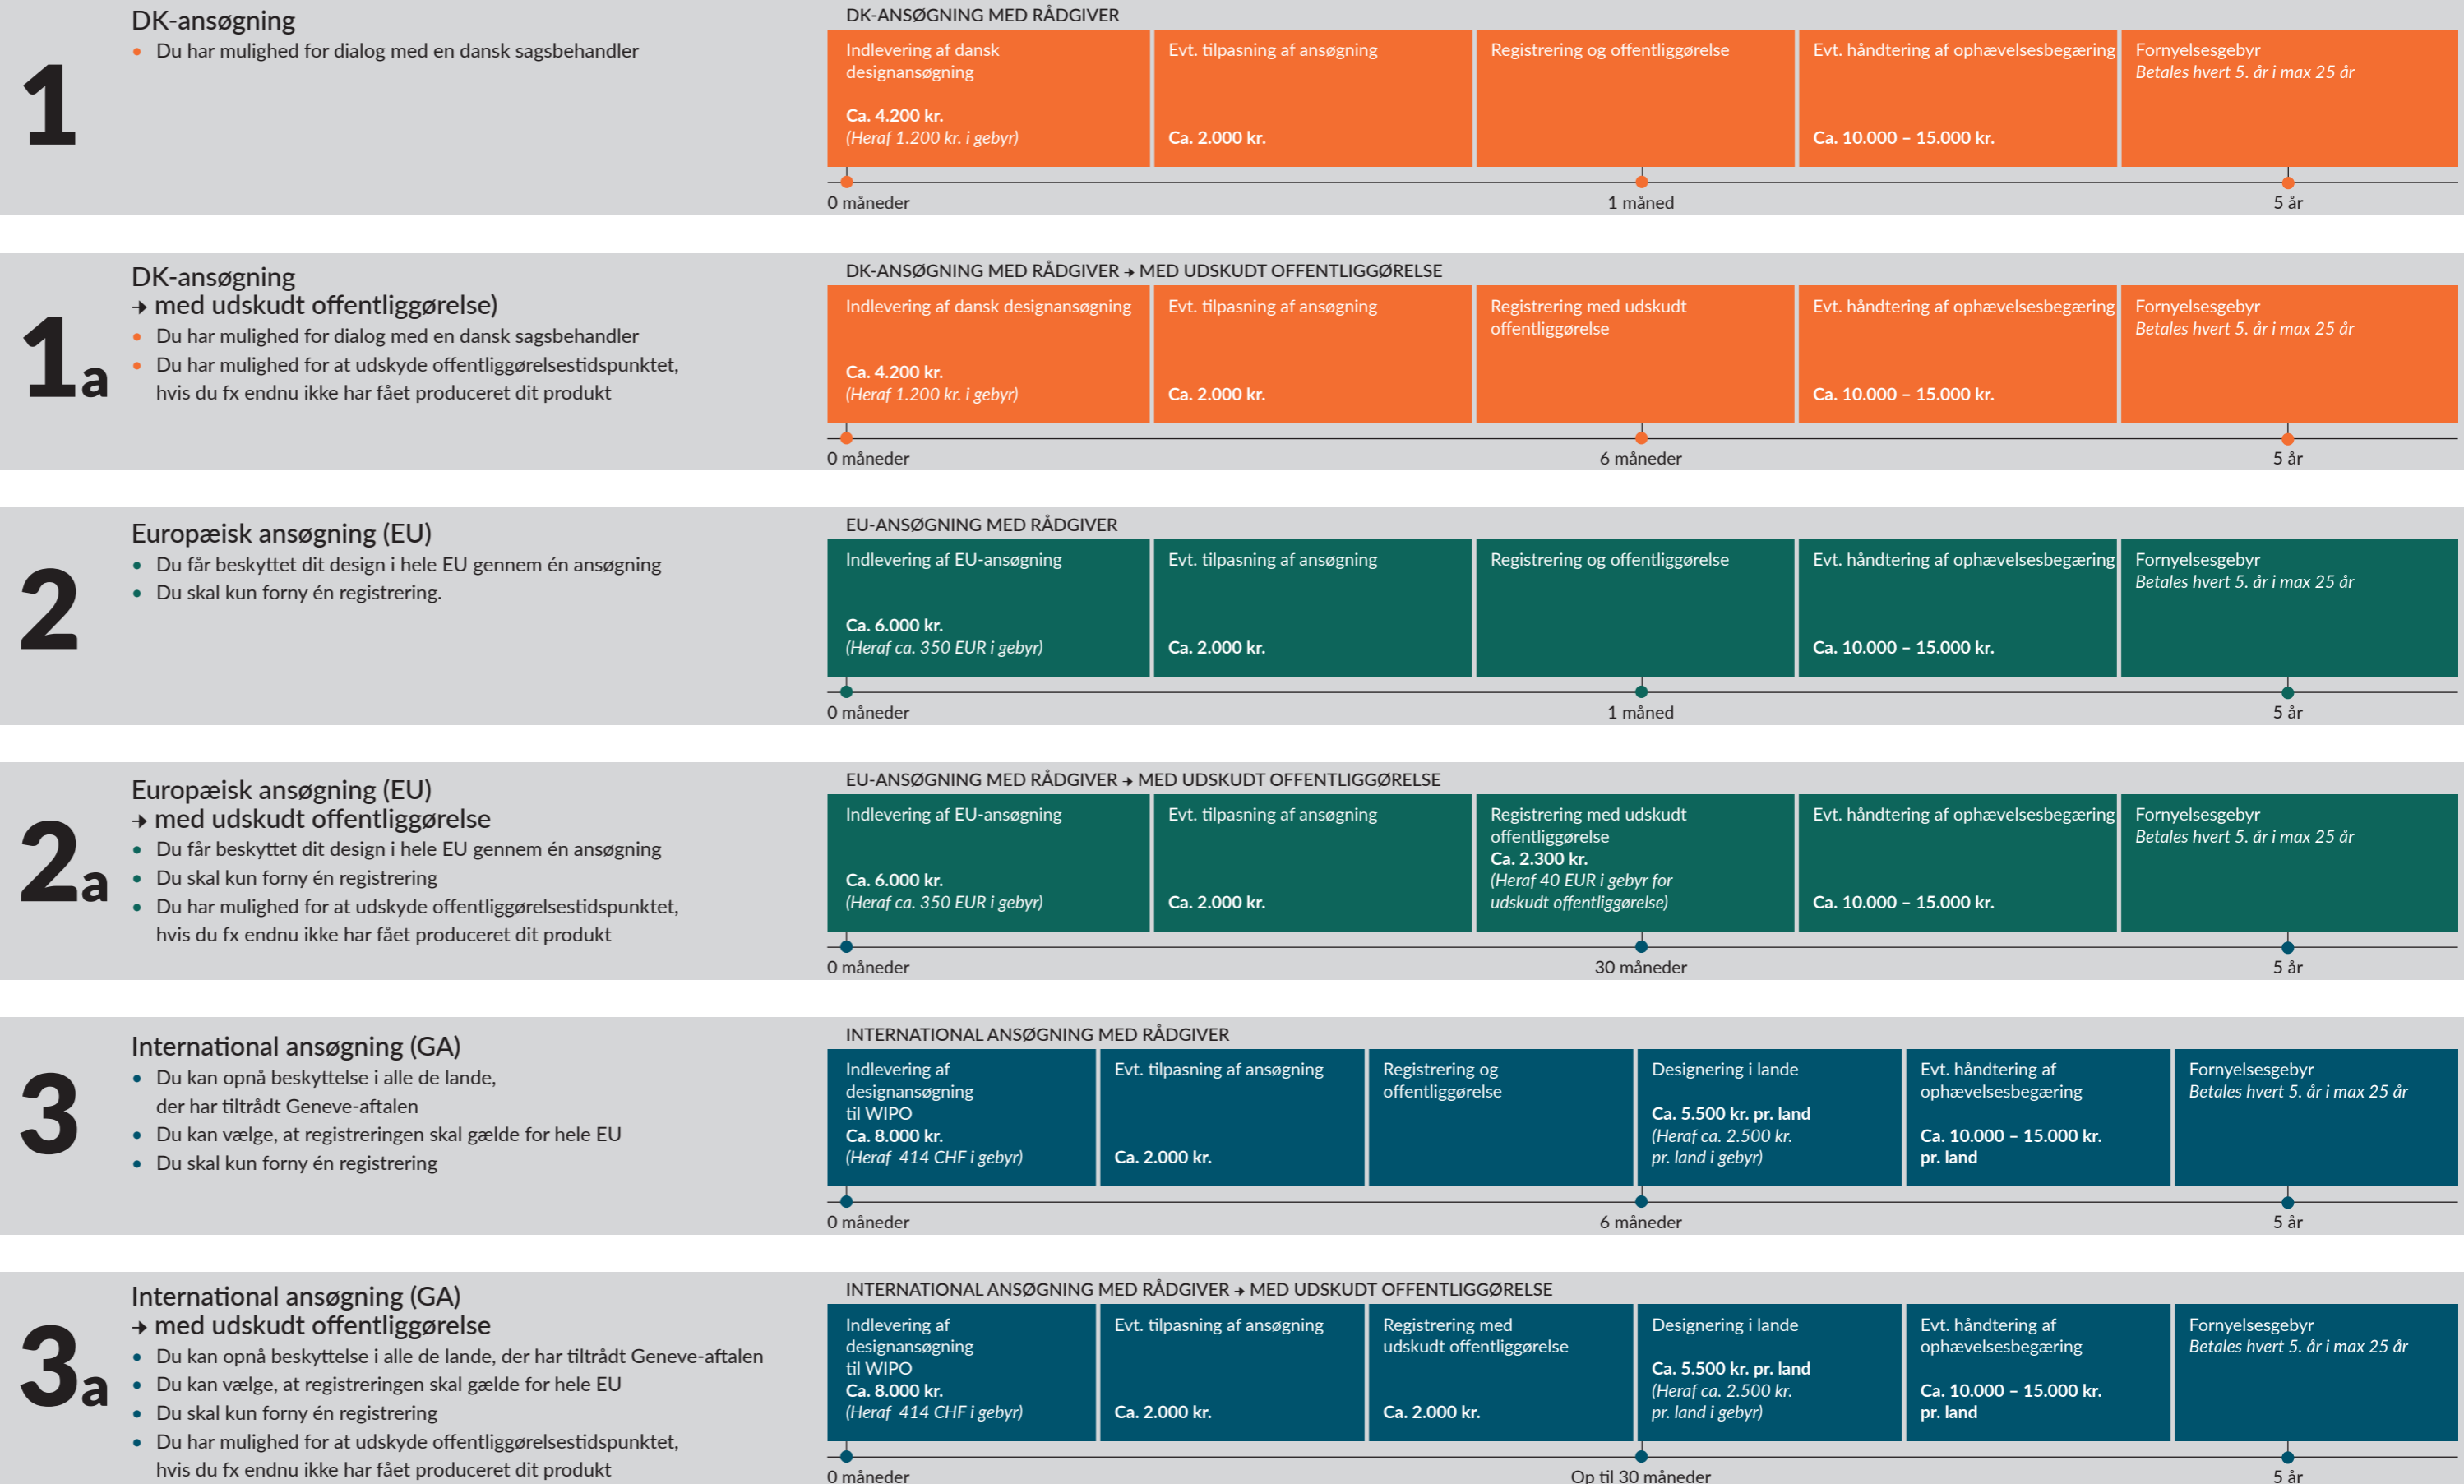 1
DK-ansøgning
• Du har mulighed for dialog med en dansk sagsbehandler
DK-ANSØGNING MED RÅDGIVER
Indlevering af dansk
designansøgning
Ca. 4.200 kr.
(Heraf 1.200 kr. i gebyr)
Evt. tilpasning af ansøgning
Ca. 2.000 kr.
Registrering og offentliggørelse
Evt. håndtering af ophævelsesbegæring
Ca. 10.000 – 15.000 kr.
Fornyelsesgebyr
Betales hvert 5. år i max 25 år
0 måneder
1 måned
5 år
1a
DK-ansøgning
→ med udskudt offentliggørelse)
• Du har mulighed for dialog med en dansk sagsbehandler
• Du har mulighed for at udskyde offentliggørelsestidspunktet,
hvis du fx endnu ikke har fået produceret dit produkt
DK-ANSØGNING MED RÅDGIVER → MED UDSKUDT OFFENTLIGGØRELSE
Indlevering af dansk designansøgning
Ca. 4.200 kr.
(Heraf 1.200 kr. i gebyr)
Evt. tilpasning af ansøgning
Ca. 2.000 kr.
Registrering med udskudt
offentliggørelse
Evt. håndtering af ophævelsesbegæring
Ca. 10.000 – 15.000 kr.
Fornyelsesgebyr
Betales hvert 5. år i max 25 år
0 måneder
6 måneder
5 år
2
Europæisk ansøgning (EU)
• Du får beskyttet dit design i hele EU gennem én ansøgning
• Du skal kun forny én registrering.
EU-ANSØGNING MED RÅDGIVER
Indlevering af EU-ansøgning
Ca. 6.000 kr.
(Heraf ca. 350 EUR i gebyr)
Evt. tilpasning af ansøgning
Ca. 2.000 kr.
Registrering og offentliggørelse
Evt. håndtering af ophævelsesbegæring
Ca. 10.000 – 15.000 kr.
Fornyelsesgebyr
Betales hvert 5. år i max 25 år
0 måneder
1 måned
5 år
2a
Europæisk ansøgning (EU)
→ med udskudt offentliggørelse
• Du får beskyttet dit design i hele EU gennem én ansøgning
• Du skal kun forny én registrering
• Du har mulighed for at udskyde offentliggørelsestidspunktet,
hvis du fx endnu ikke har fået produceret dit produkt
EU-ANSØGNING MED RÅDGIVER → MED UDSKUDT OFFENTLIGGØRELSE
Indlevering af EU-ansøgning
Ca. 6.000 kr.
(Heraf ca. 350 EUR i gebyr)
Evt. tilpasning af ansøgning
Ca. 2.000 kr.
Registrering med udskudt
offentliggørelse
Ca. 2.300 kr.
(Heraf 40 EUR i gebyr for
udskudt offentliggørelse)
Evt. håndtering af ophævelsesbegæring
Ca. 10.000 – 15.000 kr.
Fornyelsesgebyr
Betales hvert 5. år i max 25 år
0 måneder
30 måneder
5 år
3
International ansøgning (GA)
• Du kan opnå beskyttelse i alle de lande,
der har tiltrådt Geneve-aftalen
• Du kan vælge, at registreringen skal gælde for hele EU
• Du skal kun forny én registrering
INTERNATIONAL ANSØGNING MED RÅDGIVER
Indlevering af
designansøgning
til WIPO
Ca. 8.000 kr.
(Heraf 414 CHF i gebyr)
Evt. tilpasning af ansøgning
Ca. 2.000 kr.
Registrering og
offentliggørelse
Designering i lande
Ca. 5.500 kr. pr. land
(Heraf ca. 2.500 kr.
pr. land i gebyr)
Evt. håndtering af
ophævelsesbegæring
Ca. 10.000 – 15.000 kr.
pr. land
Fornyelsesgebyr
Betales hvert 5. år i max 25 år
0 måneder
6 måneder
5 år
3a
International ansøgning (GA)
→ med udskudt offentliggørelse
• Du kan opnå beskyttelse i alle de lande, der har tiltrådt Geneve-aftalen
• Du kan vælge, at registreringen skal gælde for hele EU
• Du skal kun forny én registrering
• Du har mulighed for at udskyde offentliggørelsestidspunktet,
hvis du fx endnu ikke har fået produceret dit produkt
INTERNATIONAL ANSØGNING MED RÅDGIVER → MED UDSKUDT OFFENTLIGGØRELSE
Indlevering af
designansøgning
til WIPO
Ca. 8.000 kr.
(Heraf 414 CHF i gebyr)
Evt. tilpasning af ansøgning
Ca. 2.000 kr.
Registrering med
udskudt offentliggørelse
Ca. 2.000 kr.
Designering i lande
Ca. 5.500 kr. pr. land
(Heraf ca. 2.500 kr.
pr. land i gebyr)
Evt. håndtering af
ophævelsesbegæring
Ca. 10.000 – 15.000 kr.
pr. land
Fornyelsesgebyr
Betales hvert 5. år i max 25 år
0 måneder
Op til 30 måneder
5 år